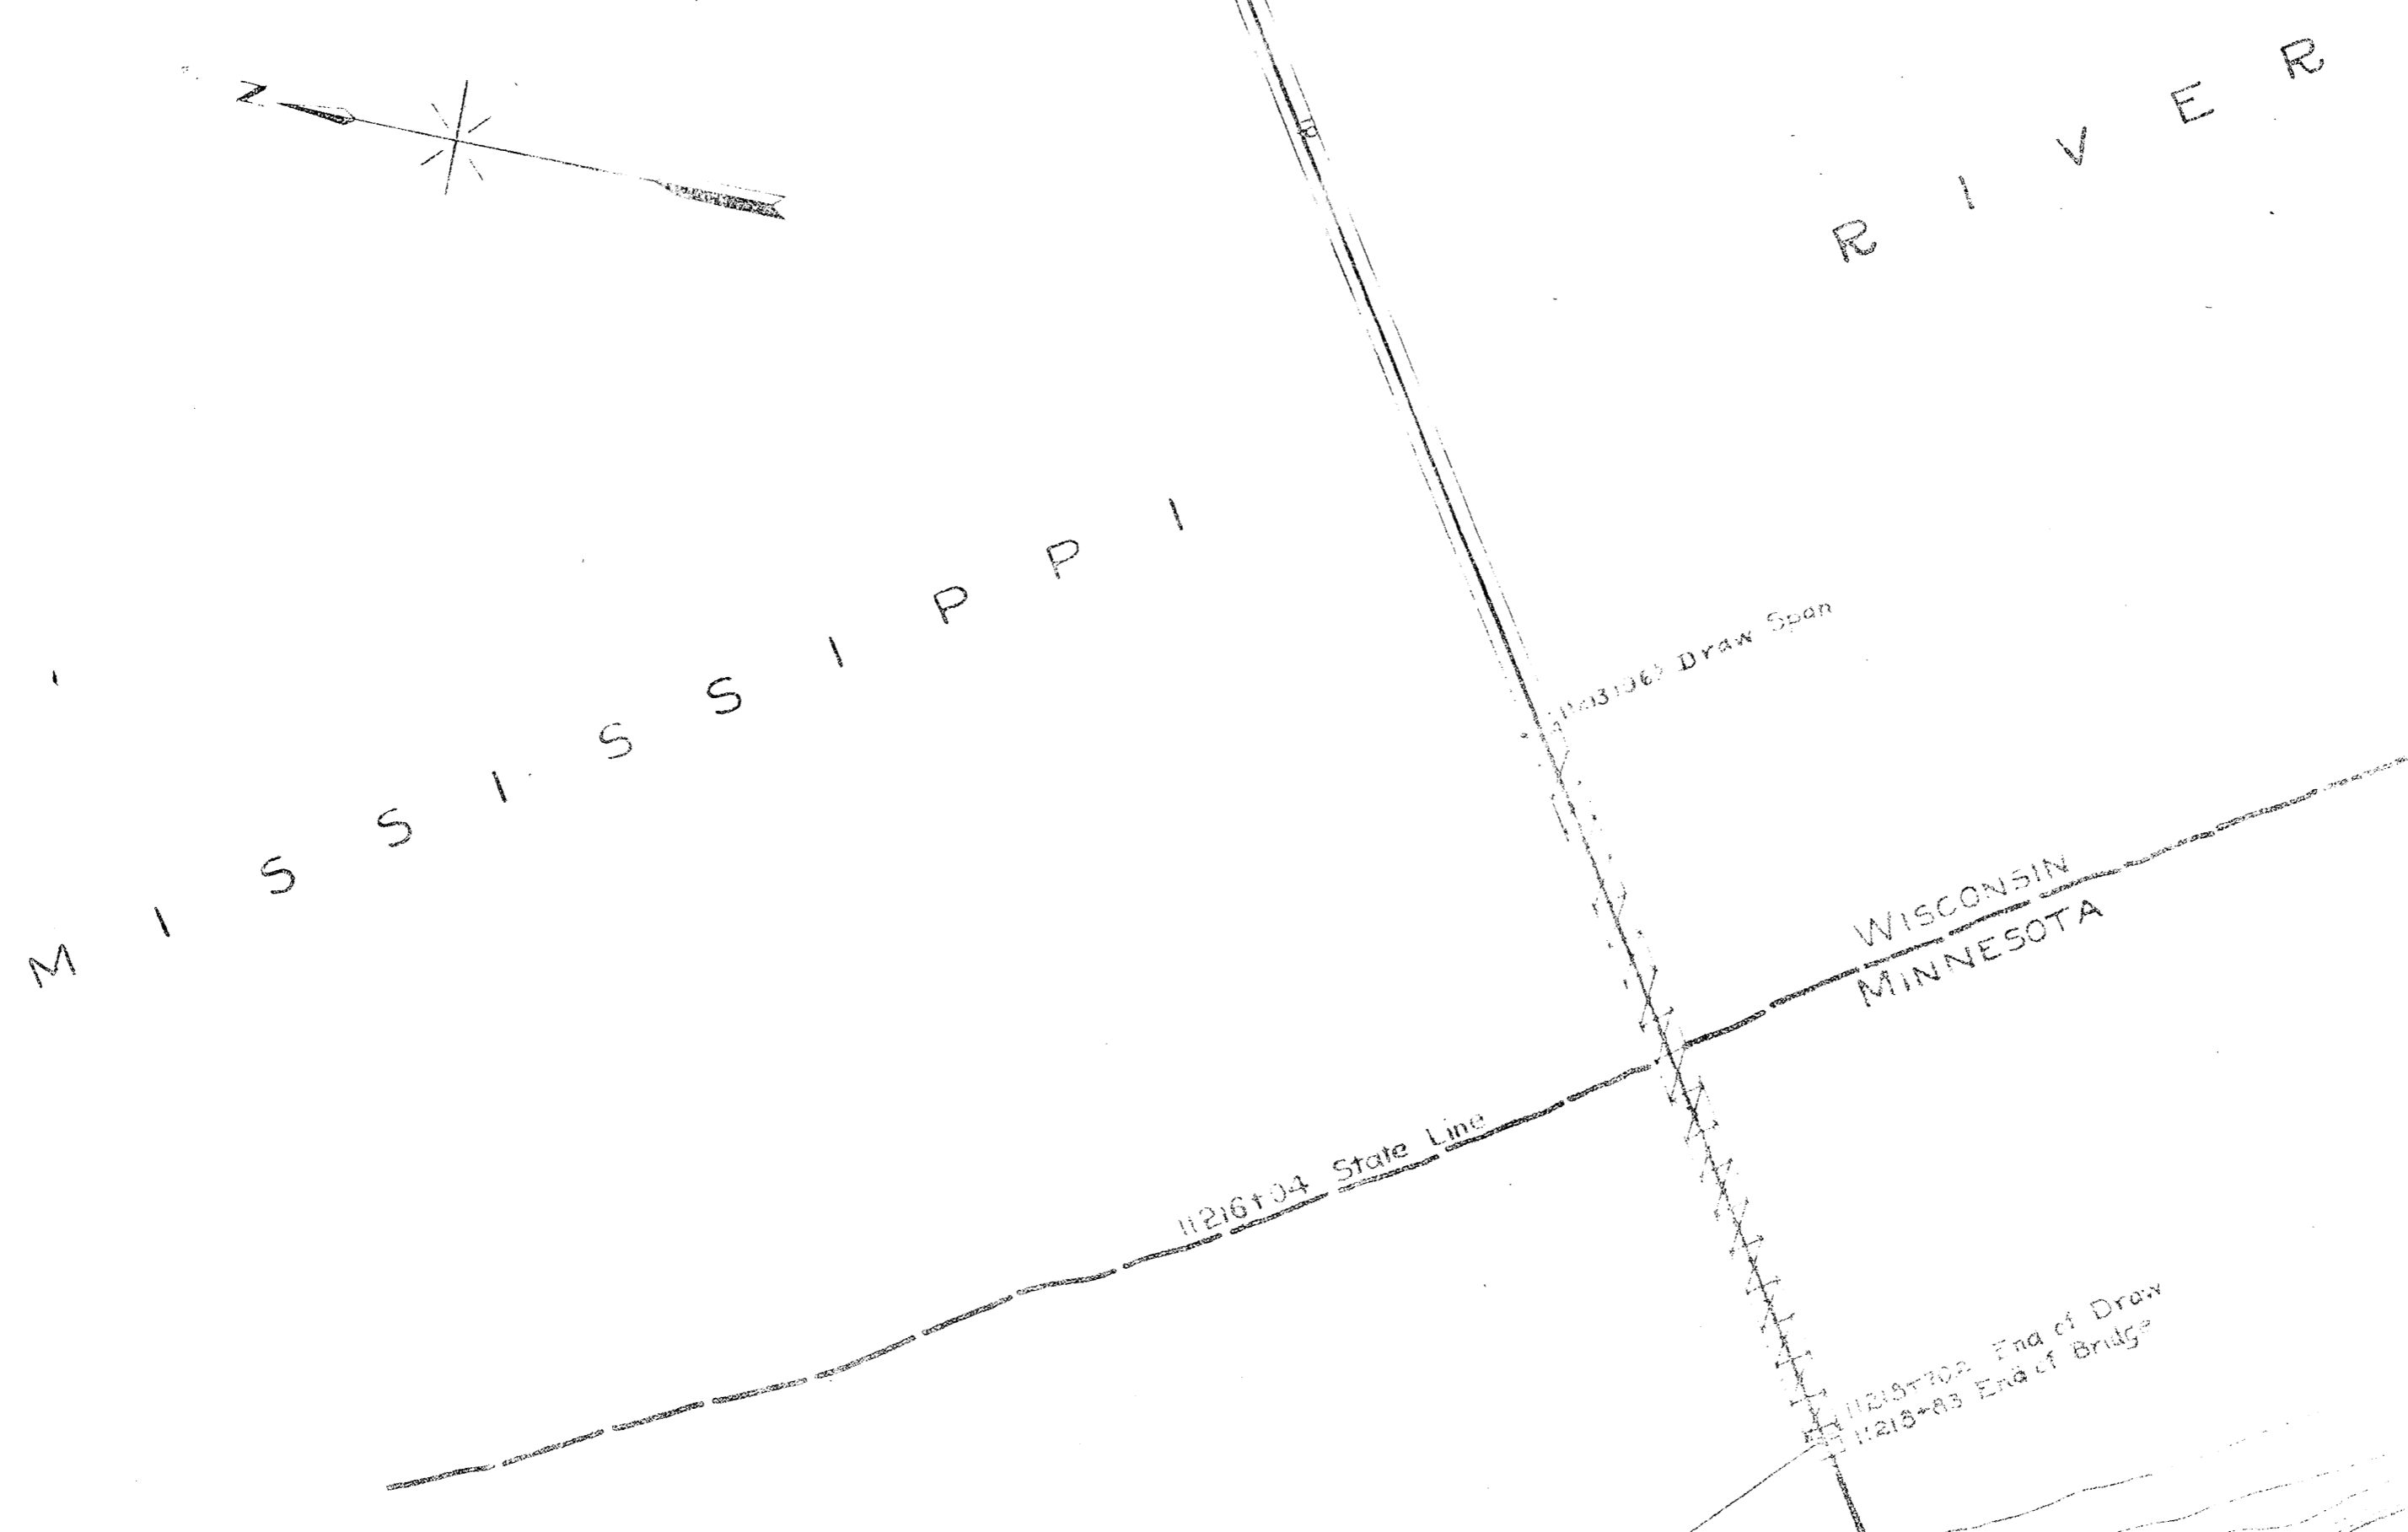 N
MISSISSIPPI
RIVER
Draw Span
WISCONSIN
MINNESOTA
11216+04 State Line
End of Draw
11218+83 End of Bridge